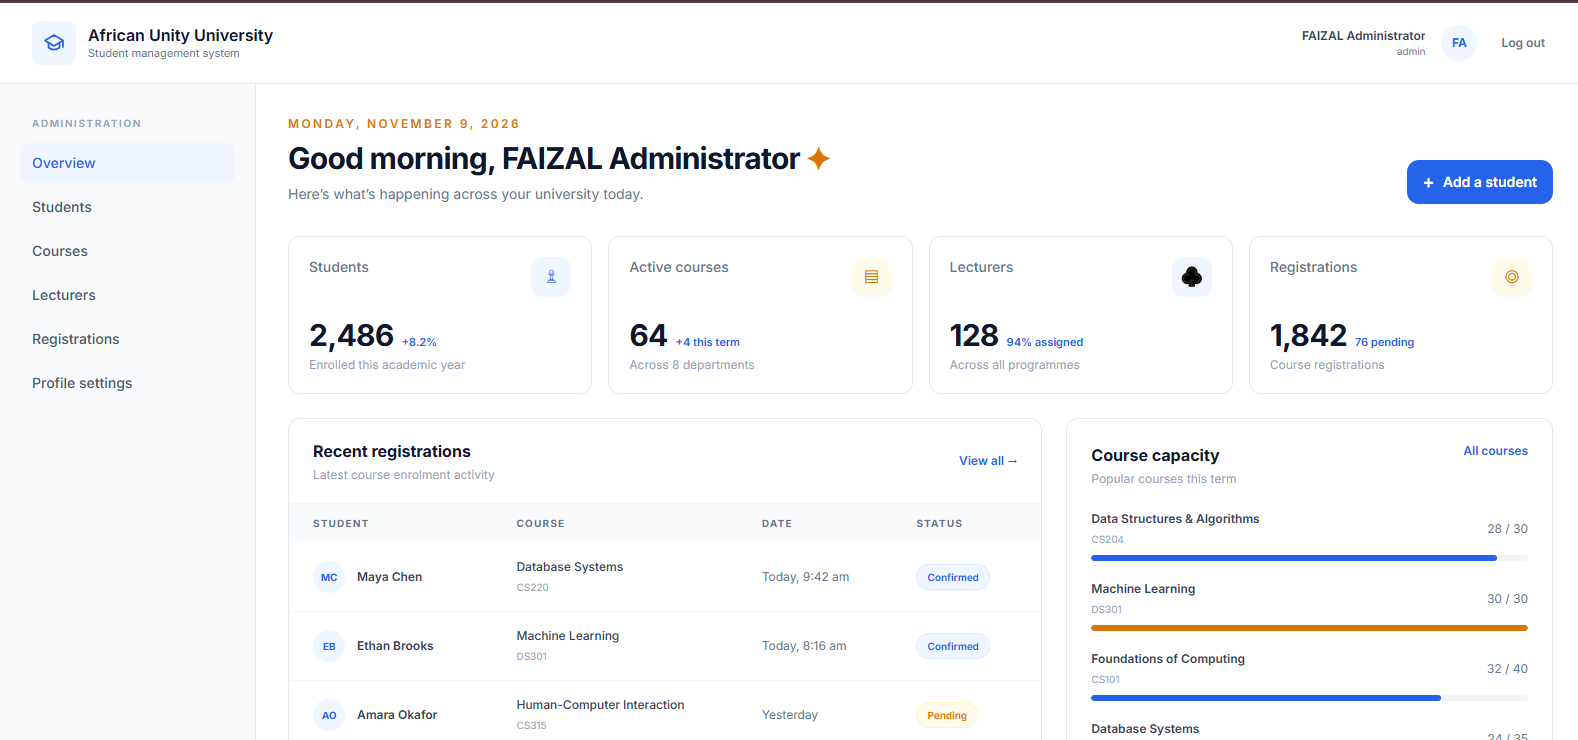 African Unity University
Student management system
FAIZAL Administrator
admin
FA
Log out
ADMINISTRATION
Overview
Students
Courses
Lecturers
Registrations
Profile settings
MONDAY, NOVEMBER 9, 2026
Good morning, FAIZAL Administrator ✦
Here’s what’s happening across your university today.
+ Add a student
Students
2,486 +8.2%
Enrolled this academic year
Active courses
64 +4 this term
Across 8 departments
Lecturers
128 94% assigned
Across all programmes
Registrations
1,842 76 pending
Course registrations
Recent registrations
Latest course enrolment activity
View all →
STUDENT COURSE DATE STATUS
MC Maya Chen Database Systems CS220 Today, 9:42 am Confirmed
EB Ethan Brooks Machine Learning DS301 Today, 8:16 am Confirmed
AO Amara Okafor Human-Computer Interaction CS315 Yesterday Pending
Course capacity
Popular courses this term
All courses
Data Structures & Algorithms
CS204
28 / 30
Machine Learning
DS301
30 / 30
Foundations of Computing
CS101
32 / 40
Database Systems
24 / 35